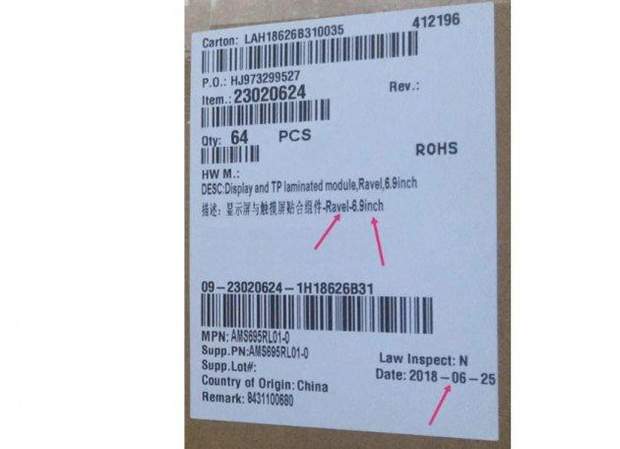 Carton: LAH18626B310035 412196
P.O.: HJ973299527
Item.: 23020624 Rev.:
Qty: 64 PCS
ROHS
HW M.:
DESC:Display and TP laminated module,Ravel,6.9inch
描述：显示屏与触摸屏贴合组件-Ravel-6.9inch
09-23020624-1H18626B31
MPN: AMS695RL01-0
Supp.PN:AMS695RL01-0
Supp.Lot#: Law Inspect: N
Country of Origin: China Date: 2018-06-25
Remark: 8431100680